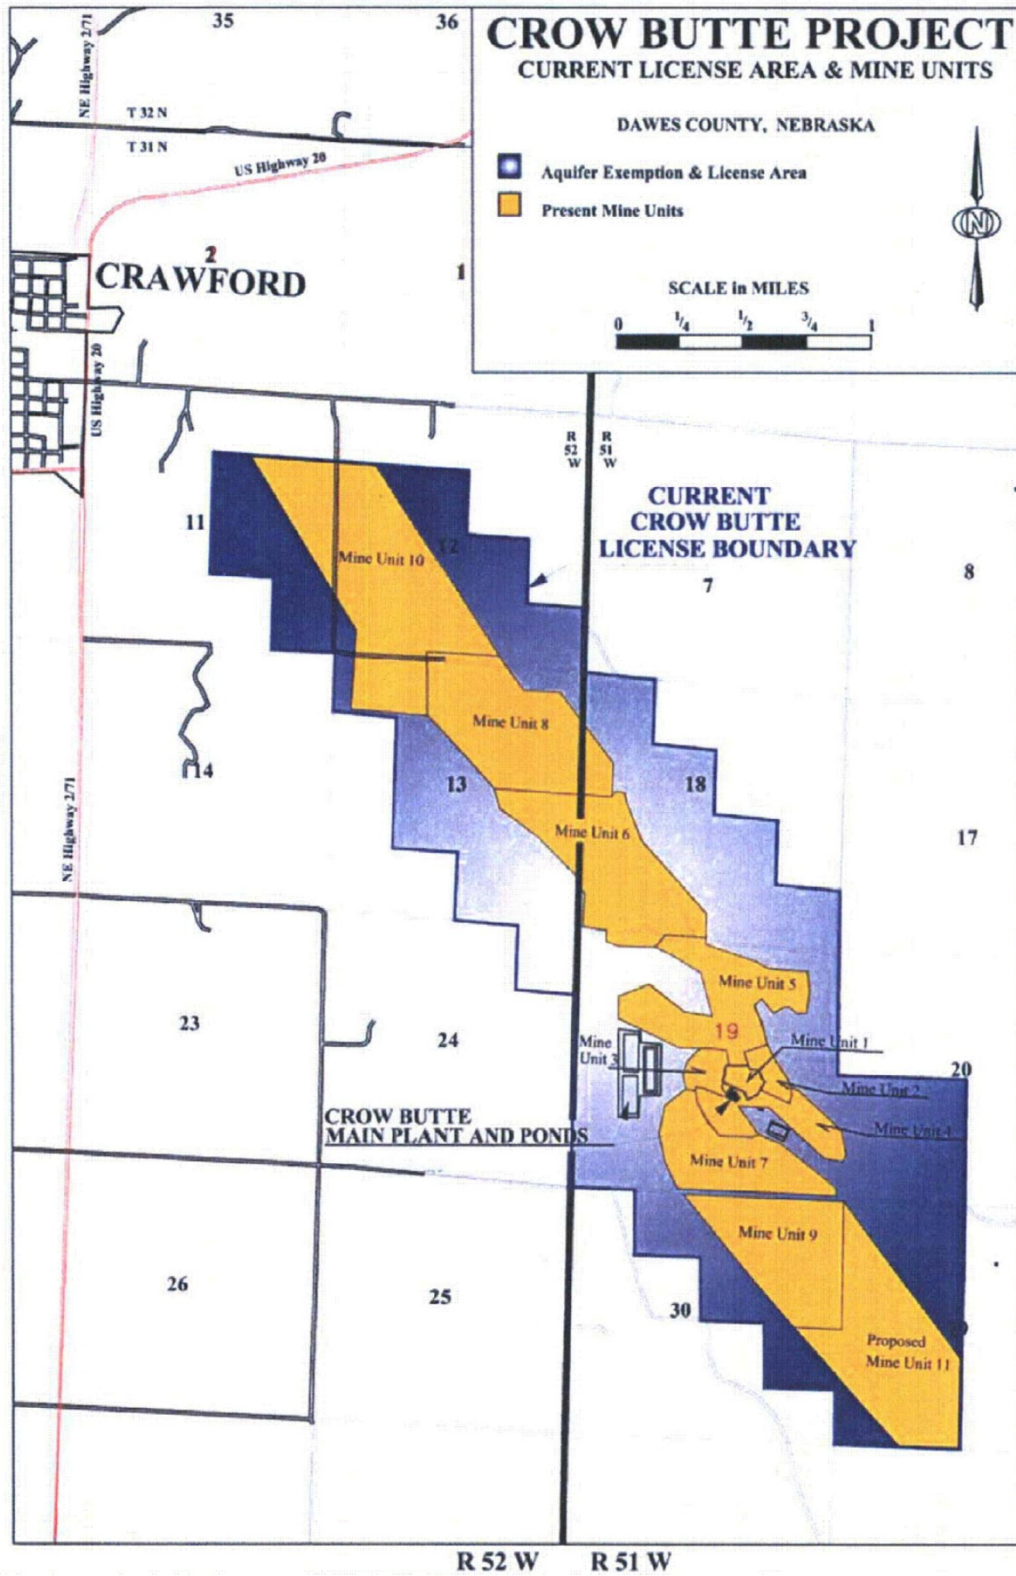 35
36
CROW BUTTE PROJECT
CURRENT LICENSE AREA & MINE UNITS
DAWES COUNTY, NEBRASKA
Aquifer Exemption & License Area
Present Mine Units
N
SCALE in MILES
0 1/4 1/2 3/4 1
NE Highway 2/71
T 32 N
T 31 N
US Highway 20
2
1
CRAWFORD
US Highway 20
R
52
W
R
51
W
CURRENT
CROW BUTTE
LICENSE BOUNDARY
11
12
7
8
Mine Unit 10
Mine Unit 8
14
13
18
17
NE Highway 2/71
Mine Unit 6
Mine Unit 5
23
24
19
20
Mine Unit 1
Mine
Unit 3
Mine Unit 2
Mine Unit 4
CROW BUTTE
MAIN PLANT AND PONDS
Mine Unit 7
Mine Unit 9
26
25
30
Proposed
Mine Unit 11
R 52 W
R 51 W